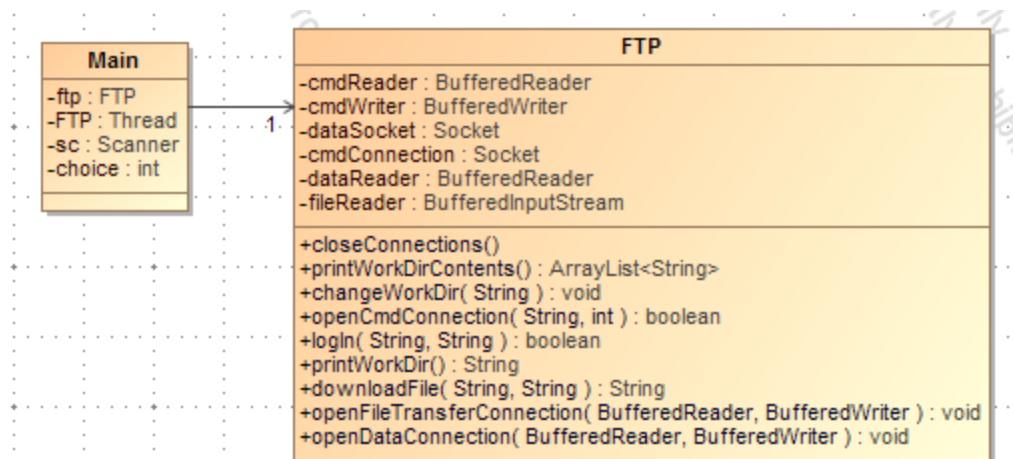 Main
-ftp : FTP
-FTP : Thread
-sc : Scanner
-choice : int
1
FTP
-cmdReader : BufferedReader
-cmdWriter : BufferedWriter
-dataSocket : Socket
-cmdConnection : Socket
-dataReader : BufferedReader
-fileReader : BufferedInputStream
+closeConnections()
+printWorkDirContents() : ArrayList<String>
+changeWorkDir( String ) : void
+openCmdConnection( String, int ) : boolean
+logIn( String, String ) : boolean
+printWorkDir() : String
+downloadFile( String, String ) : String
+openFileTransferConnection( BufferedReader, BufferedWriter ) : void
+openDataConnection( BufferedReader, BufferedWriter ) : void